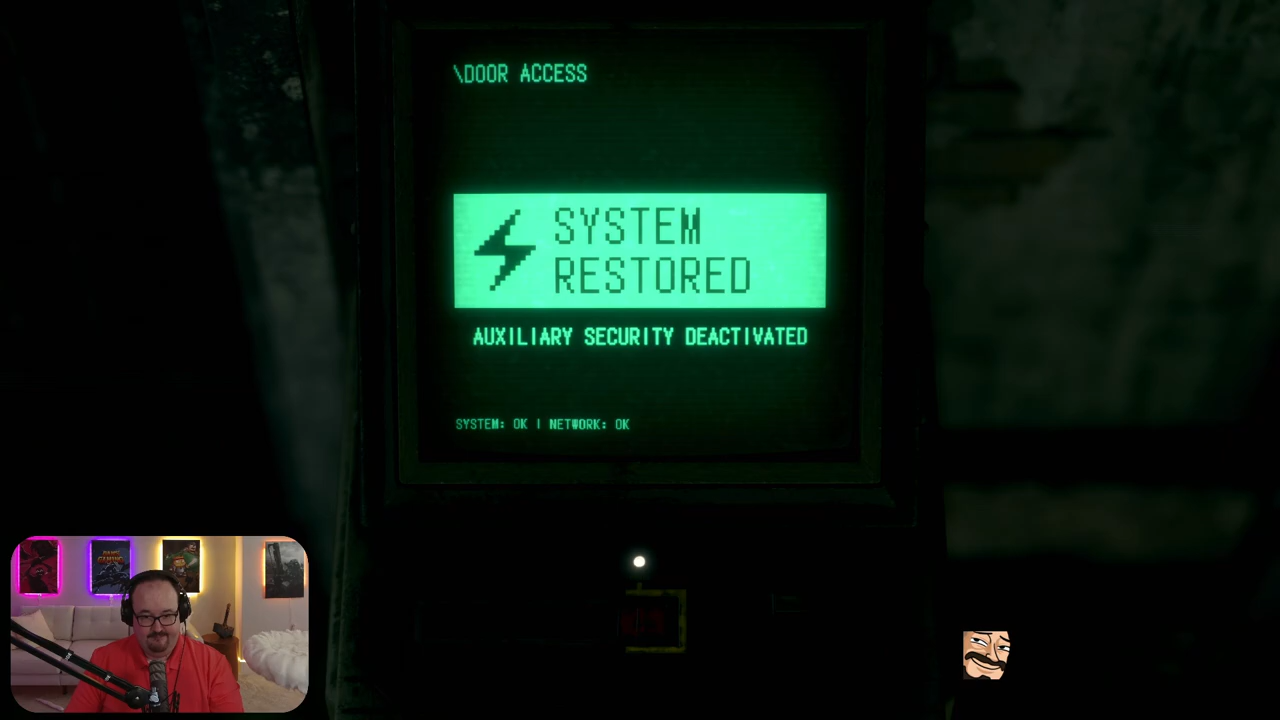 \DOOR ACCESS
SYSTEM
RESTORED
AUXILIARY SECURITY DEACTIVATED
SYSTEM: OK | NETWORK: OK